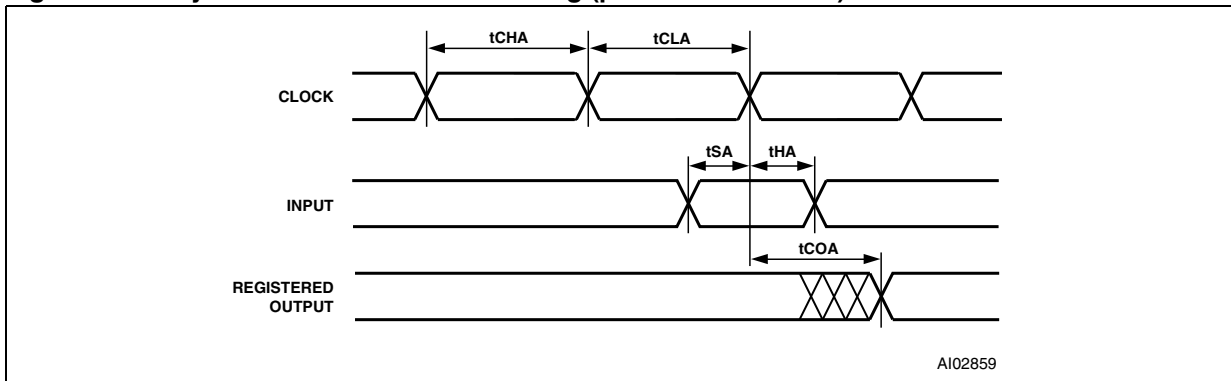 tCHA tCLA
CLOCK
tSA tHA
INPUT
tCOA
REGISTERED
OUTPUT
AI02859